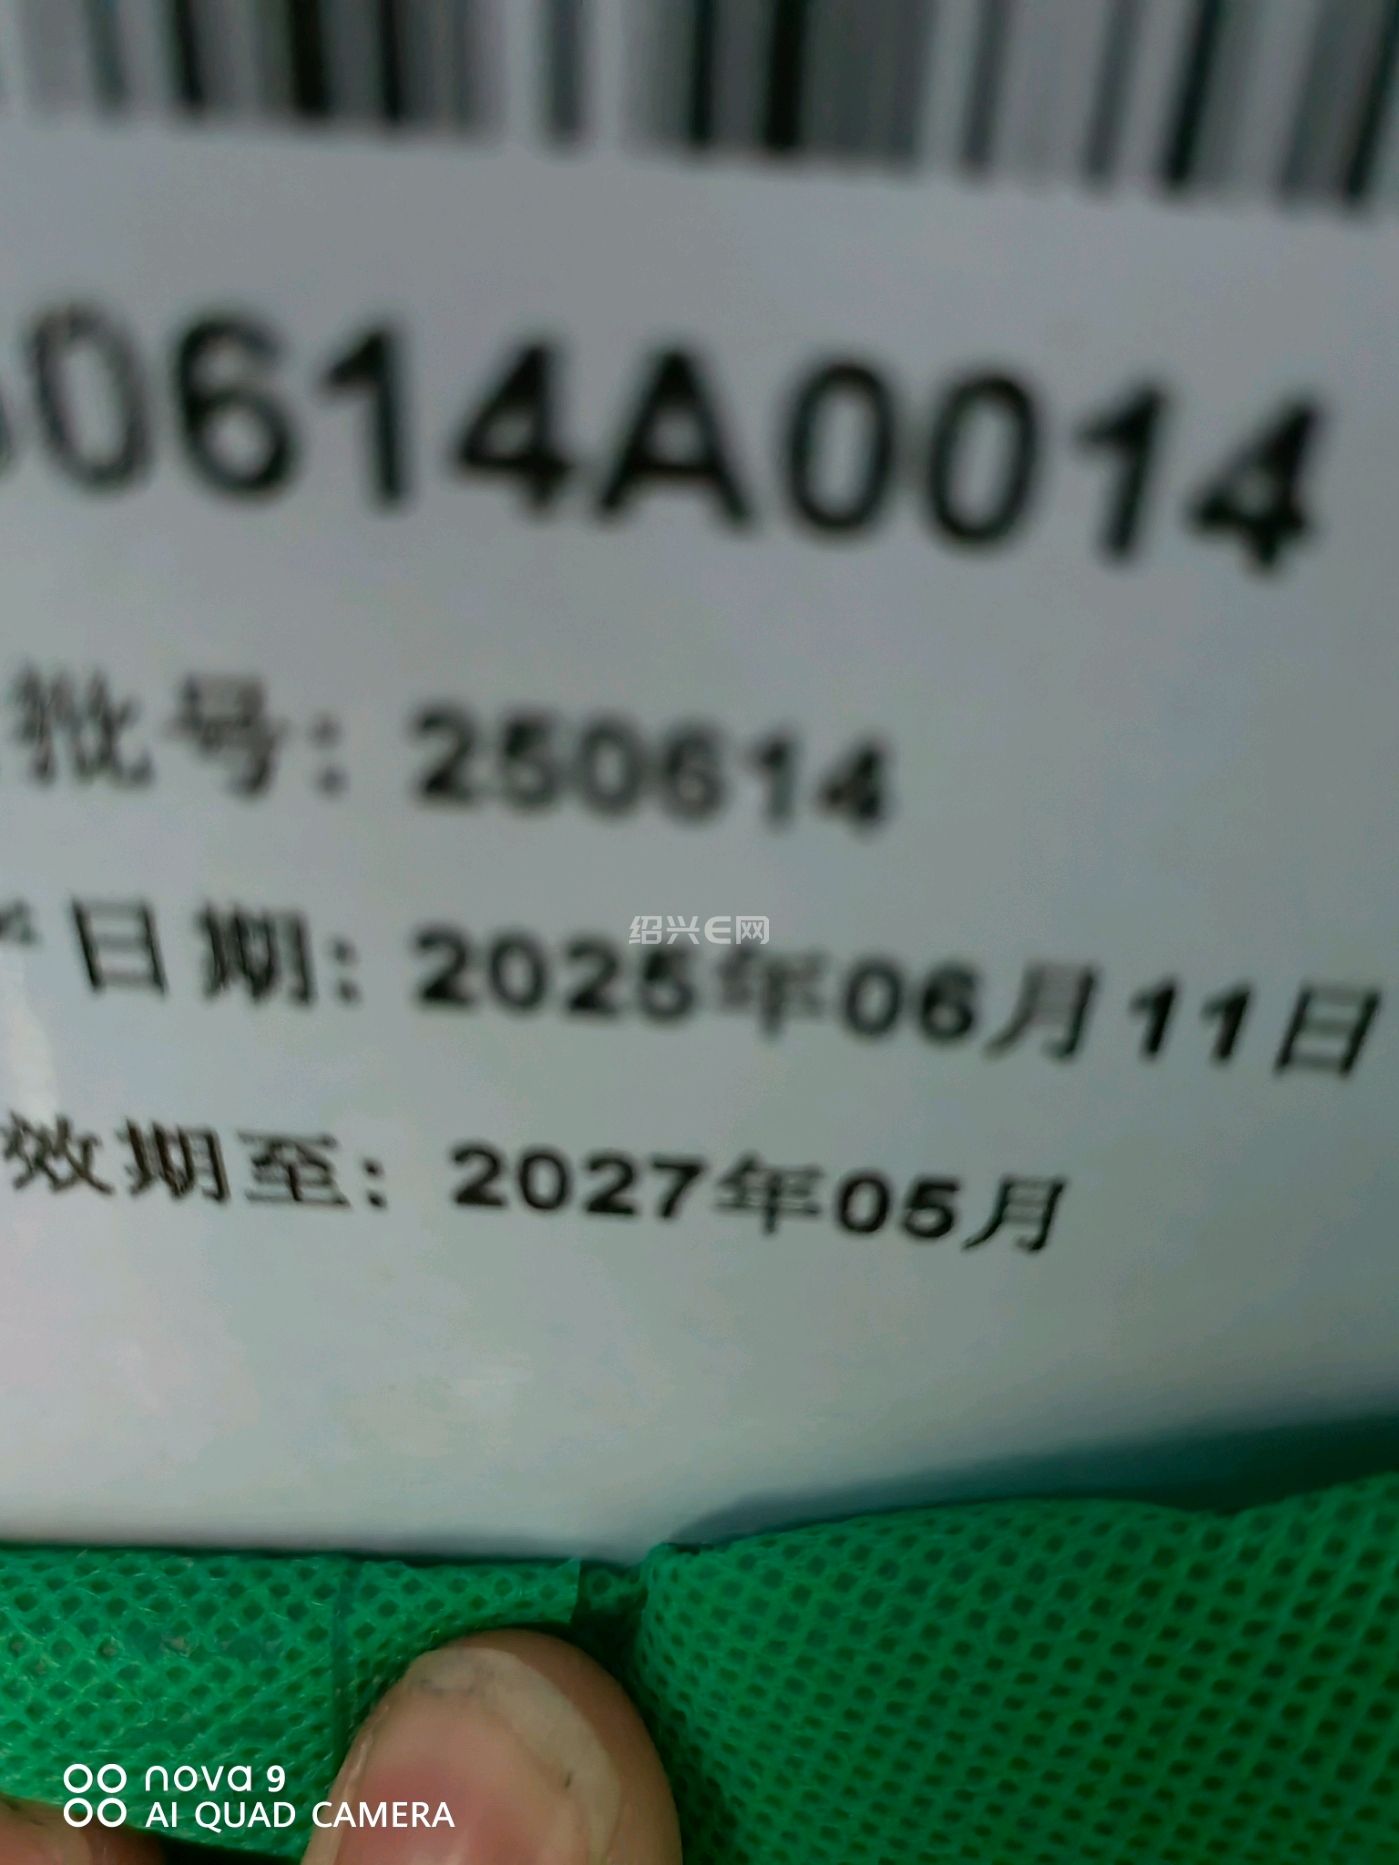 50614A0014
批号：250614
日期：2025年06月11日
效期至：2027年05月
绍兴E网
nova 9
AI QUAD CAMERA